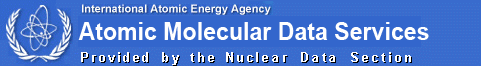 International Atomic Energy Agency
Atomic Molecular Data Services
Provided by the Nuclear Data Section